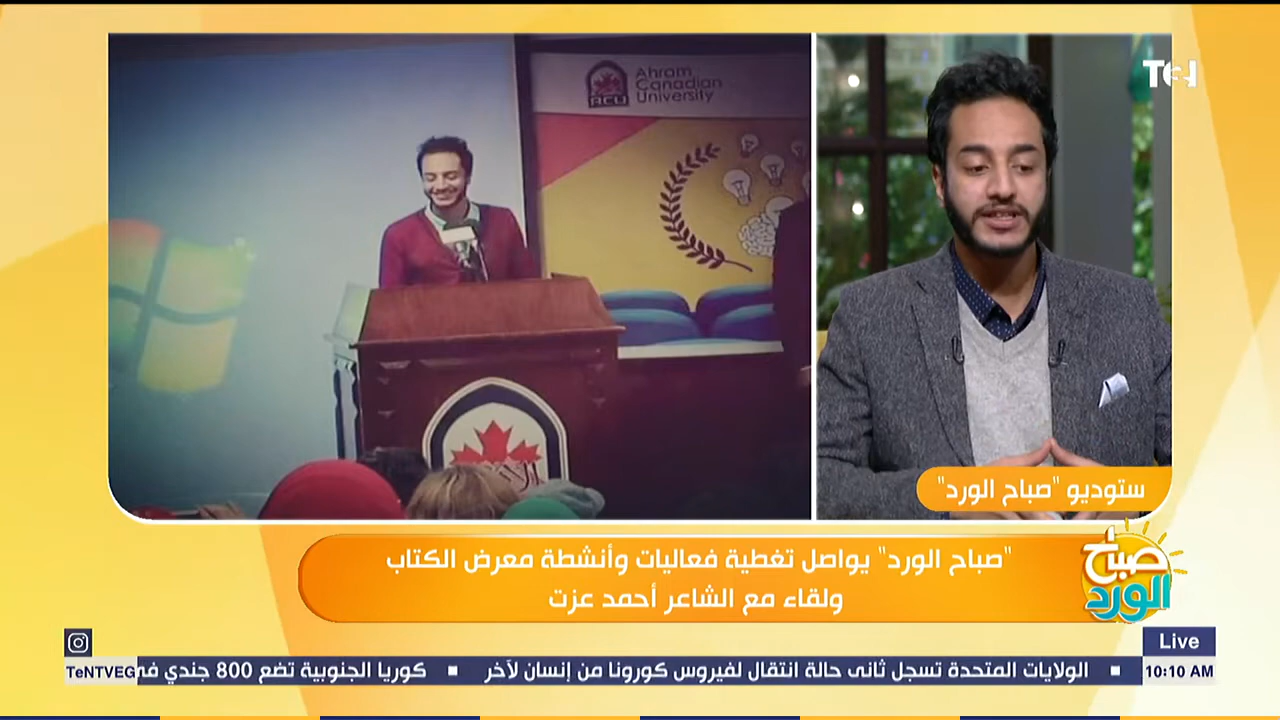 Ahram
Canadian
University
ACU
TeN
ستوديو "صباح الورد"
"صباح الورد" يواصل تغطية فعاليات وأنشطة معرض الكتاب
ولقاء مع الشاعر أحمد عزت
صباح
الورد
Live
10:10 AM
الولايات المتحدة تسجل ثانى حالة انتقال لفيروس كورونا من إنسان لآخر ■ كوريا الجنوبية تضع 800 جندي في
TeNTVEG